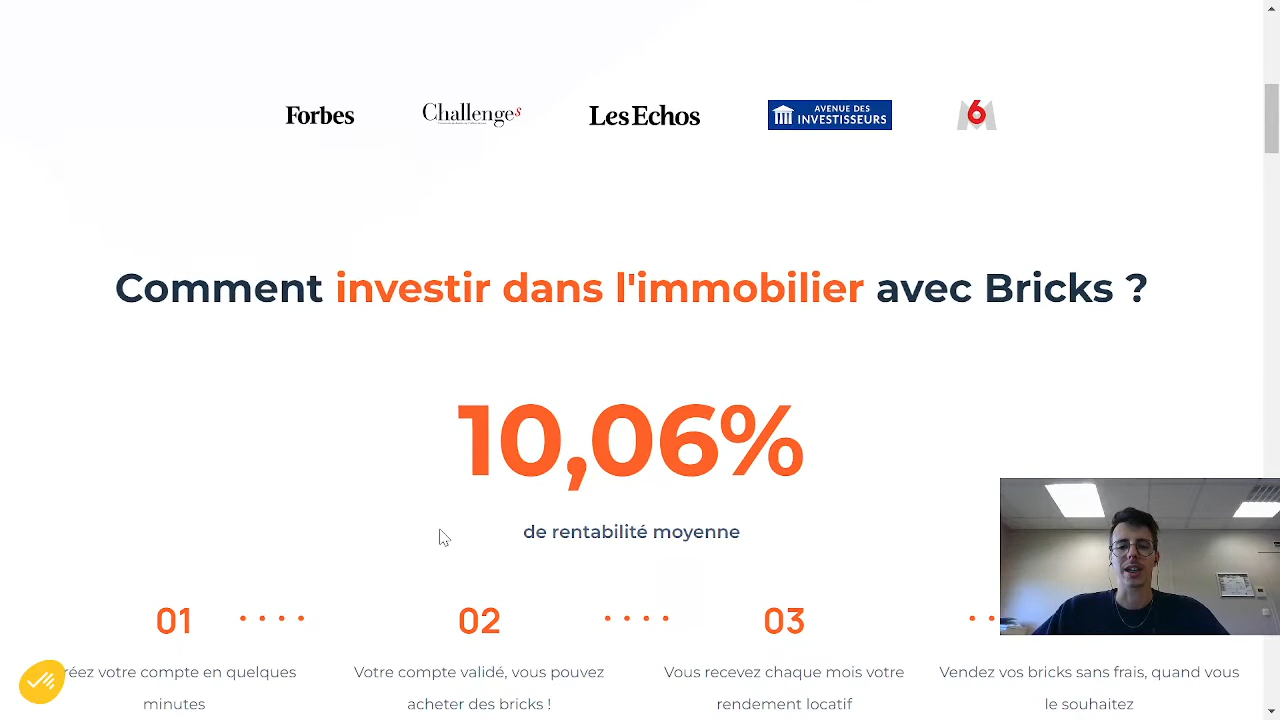 Forbes
Challenges
Les Echos
AVENUE DES
INVESTISSEURS
M6
Comment investir dans l'immobilier avec Bricks ?
10,06%
de rentabilité moyenne
01
02
03
réez votre compte en quelques
minutes
Votre compte validé, vous pouvez
acheter des bricks !
Vous recevez chaque mois votre
rendement locatif
Vendez vos bricks sans frais, quand vous
le souhaitez